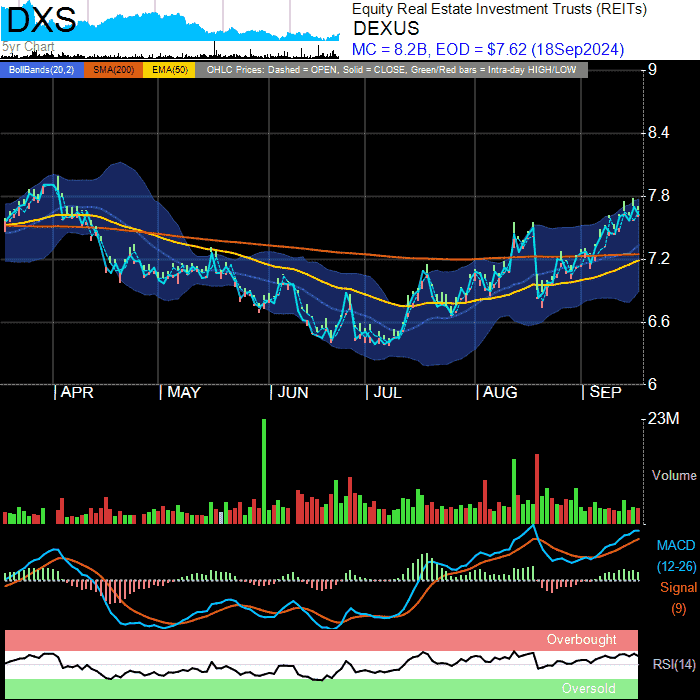 DXS
5yr Chart
Equity Real Estate Investment Trusts (REITs)
DEXUS
MC = 8.2B, EOD = $7.62 (18Sep2024)
BollBands(20,2) SMA(200) EMA(50) OHLC Prices: Dashed = OPEN, Solid = CLOSE, Green/Red bars = Intra-day HIGH/LOW
9
8.4
7.8
7.2
6.6
6
APR MAY JUN JUL AUG SEP
23M
Volume
MACD
(12-26)
Signal
(9)
Overbought
RSI(14)
Oversold